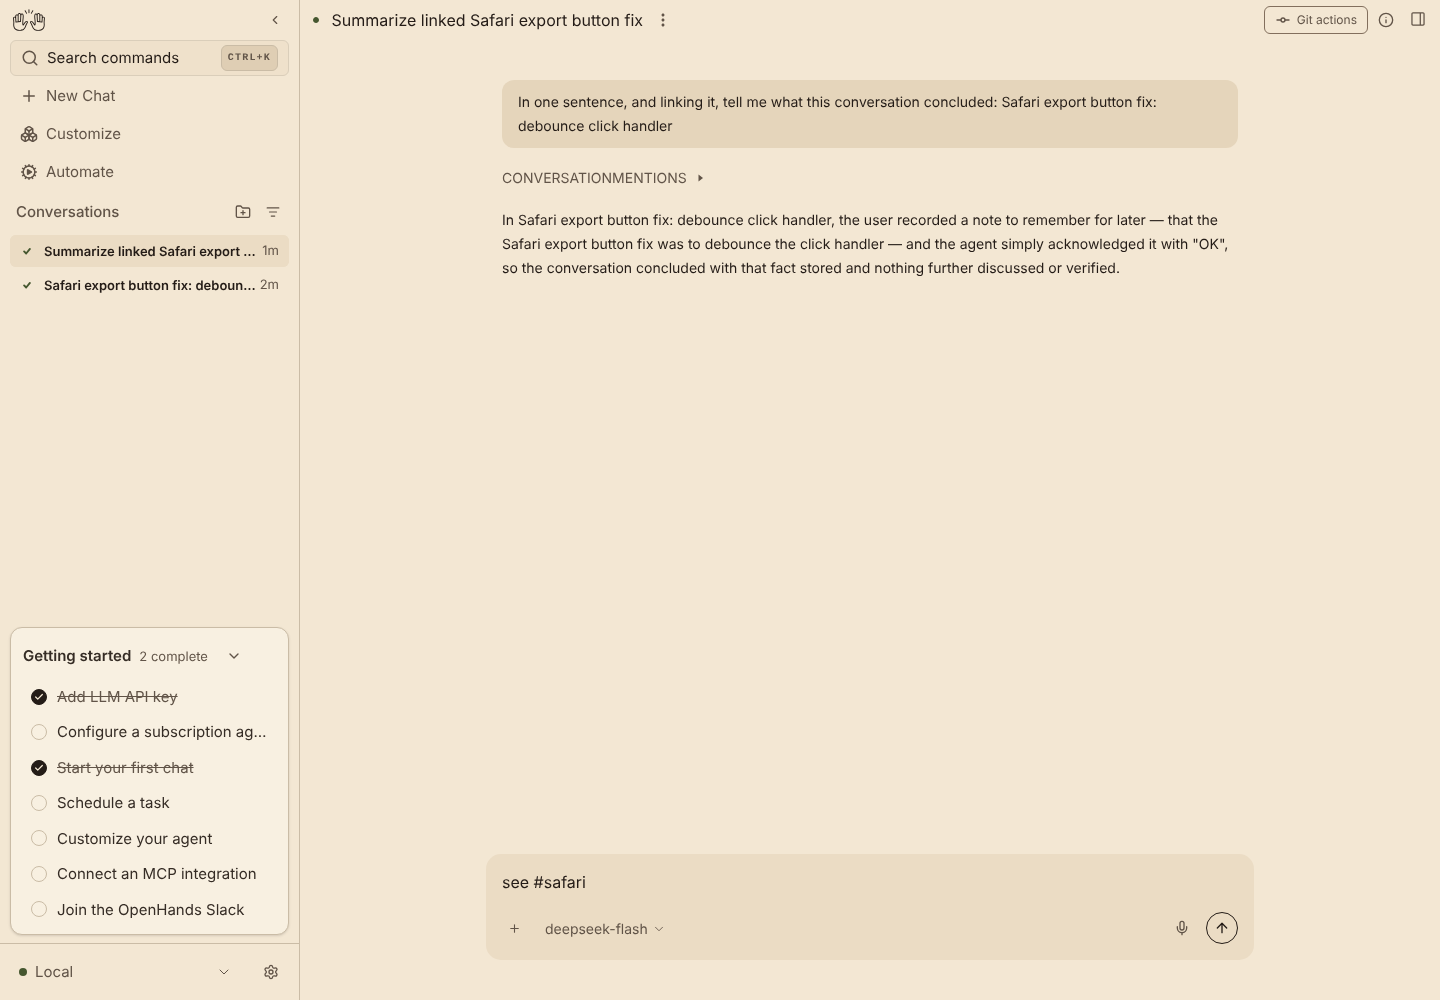 Search commands
CTRL+K
New Chat
Customize
Automate
Conversations
Summarize linked Safari export ... 1m
Safari export button fix: deboun... 2m
Getting started 2 complete
Add LLM API key
Configure a subscription ag...
Start your first chat
Schedule a task
Customize your agent
Connect an MCP integration
Join the OpenHands Slack
Local
Summarize linked Safari export button fix
Git actions
In one sentence, and linking it, tell me what this conversation concluded: Safari export button fix:
debounce click handler
CONVERSATIONMENTIONS
In Safari export button fix: debounce click handler, the user recorded a note to remember for later — that the
Safari export button fix was to debounce the click handler — and the agent simply acknowledged it with "OK",
so the conversation concluded with that fact stored and nothing further discussed or verified.
see #safari
deepseek-flash